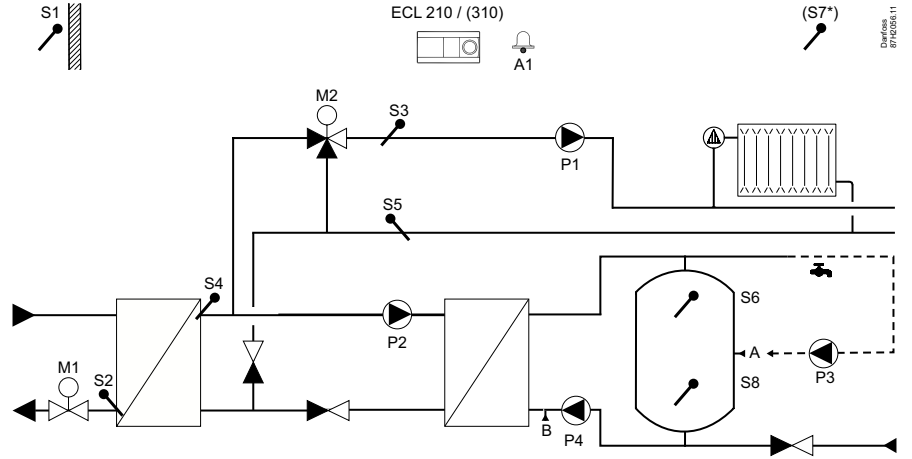 S1
ECL 210 / (310)
(S7*)
Danfoss
87H2056.11
A1
M2
S3
P1
S5
S4
S6
P2
A
M1
S2
S8
P3
B
P4